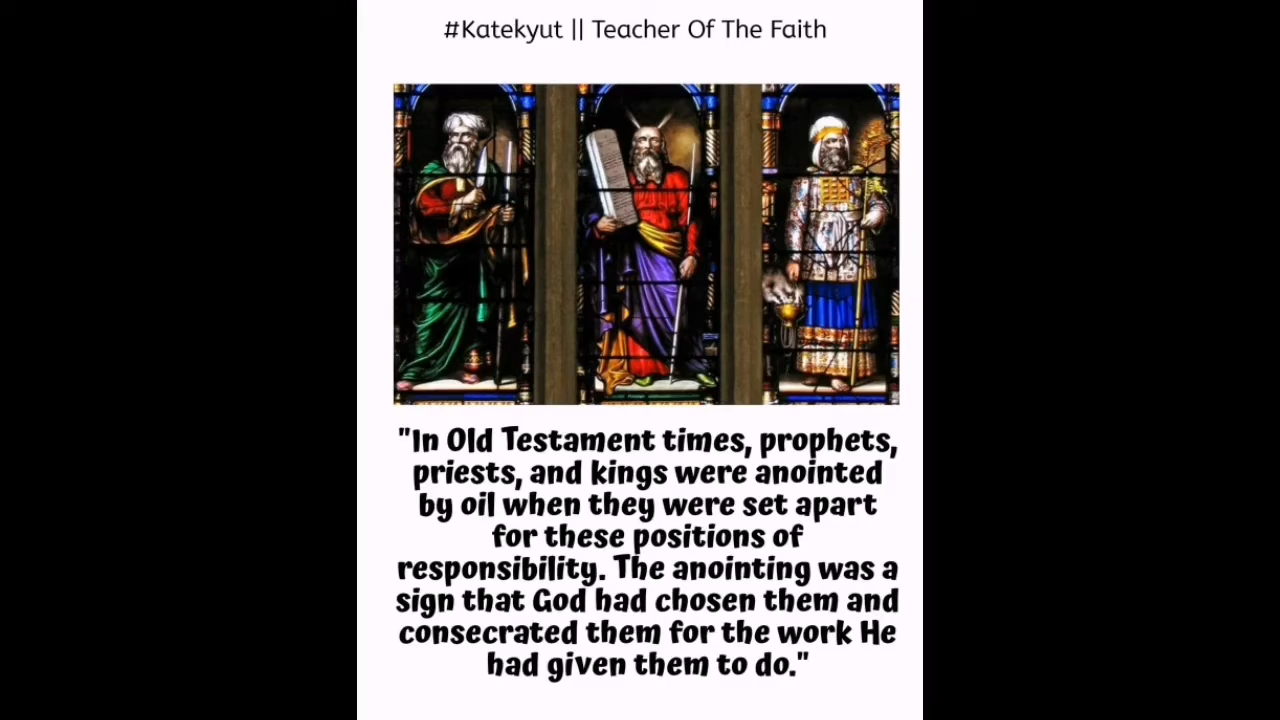 #Katekyut || Teacher Of The Faith
"In Old Testament times, prophets,
priests, and kings were anointed
by oil when they were set apart
for these positions of
responsibility. The anointing was a
sign that God had chosen them and
consecrated them for the work He
had given them to do."